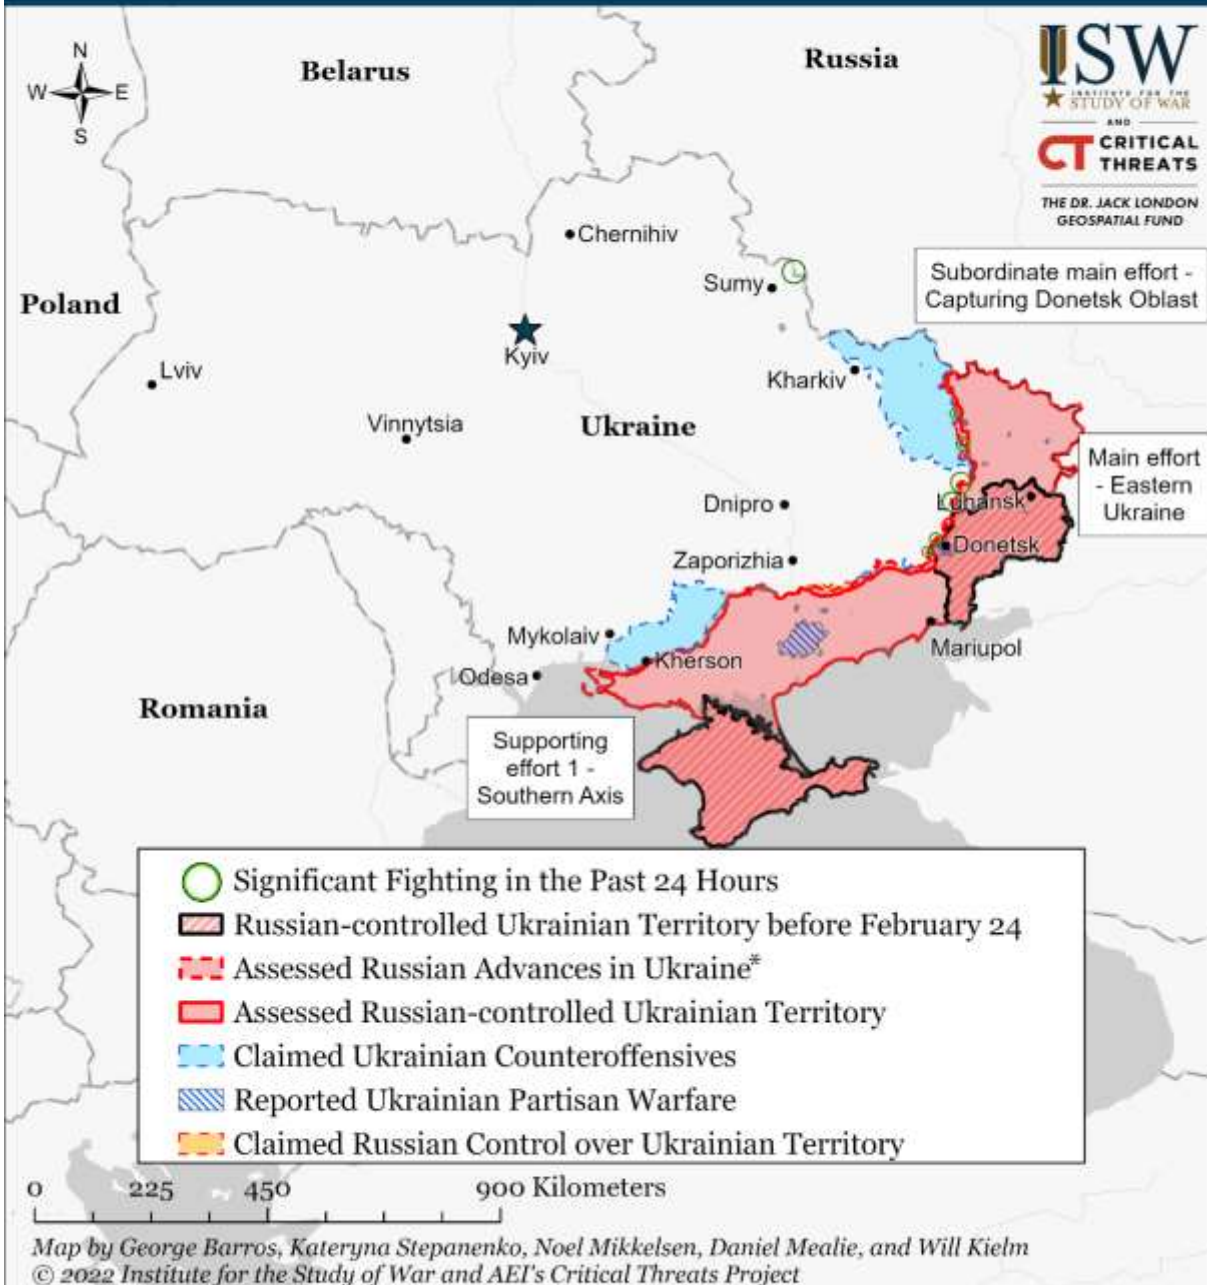 N
W E
S
Belarus
Russia
ISW
INSTITUTE FOR THE
STUDY OF WAR
AND
CT CRITICAL
THREATS
THE DR. JACK LONDON
GEOSPATIAL FUND
Chernihiv
Sumy
Subordinate main effort -
Capturing Donetsk Oblast
Poland
Kyiv
Lviv
Kharkiv
Vinnytsia
Ukraine
Main effort
- Eastern
Ukraine
Dnipro
Luhansk
Donetsk
Zaporizhia
Mykolaiv
Kherson
Mariupol
Odesa
Romania
Supporting
effort 1 -
Southern Axis
Significant Fighting in the Past 24 Hours
Russian-controlled Ukrainian Territory before February 24
Assessed Russian Advances in Ukraine*
Assessed Russian-controlled Ukrainian Territory
Claimed Ukrainian Counteroffensives
Reported Ukrainian Partisan Warfare
Claimed Russian Control over Ukrainian Territory
0 225 450 900 Kilometers
Map by George Barros, Kateryna Stepanenko, Noel Mikkelsen, Daniel Mealie, and Will Kielm
© 2022 Institute for the Study of War and AEI's Critical Threats Project